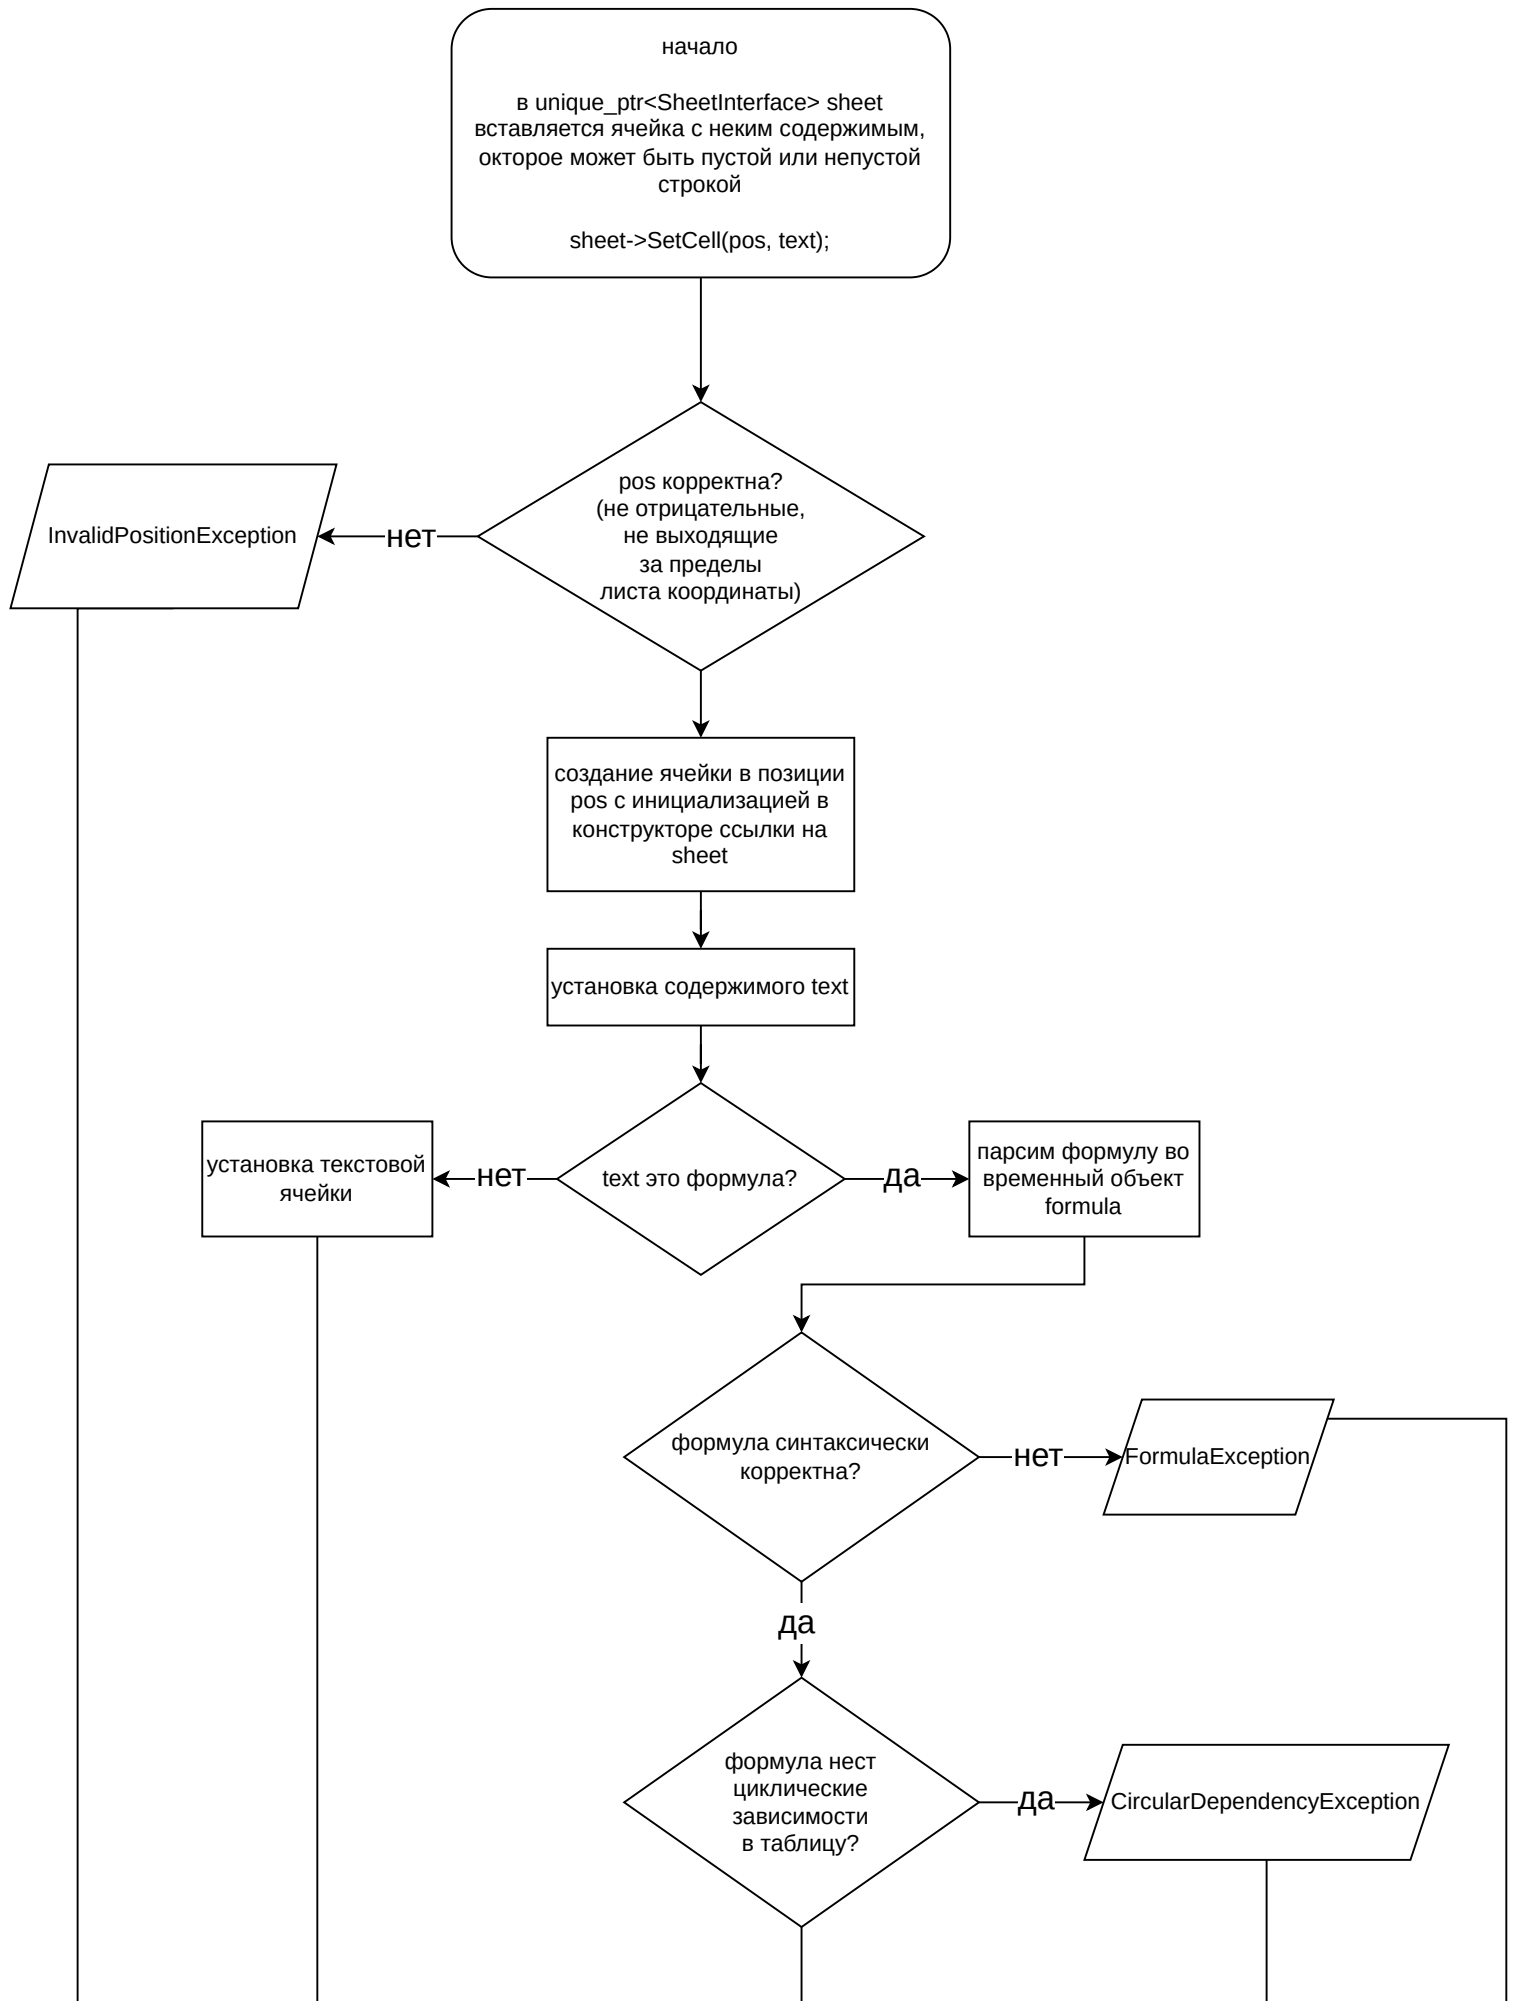 начало
в unique_ptr<SheetInterface> sheet
вставляется ячейка с неким содержимым,
окторое может быть пустой или непустой
строкой
sheet->SetCell(pos, text);
pos корректна?
(не отрицательные,
не выходящие
за пределы
листа координаты)
нет
InvalidPositionException
создание ячейки в позиции
pos с инициализацией в
конструкторе ссылки на
sheet
установка содержимого text
text это формула?
нет
установка текстовой
ячейки
да
парсим формулу во
временный объект
formula
формула синтаксически
корректна?
нет
FormulaException
да
формула нест
циклические
зависимости
в таблицу?
да
CircularDependencyException